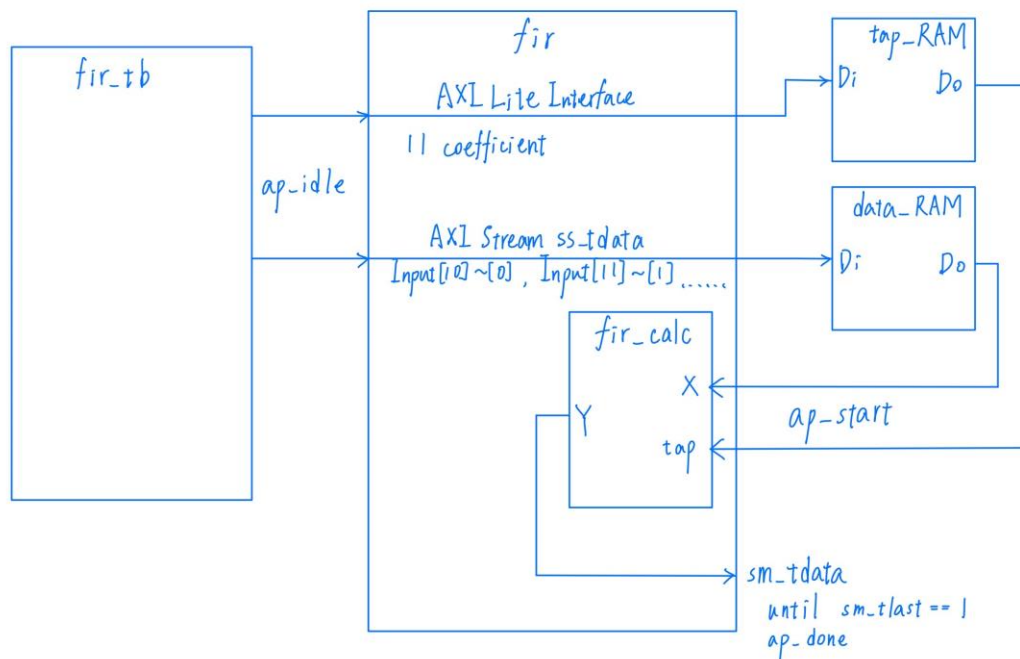 fir_tb
ap_idle
fir
AXI Lite Interface
11 coefficient
AXI Stream ss_tdata
Input[10]~[0], Input[11]~[1]......
tap_RAM
Di
Do
data_RAM
Di
Do
fir_calc
X
Y
tap
ap_start
sm_tdata
until sm_tlast == 1
ap_done